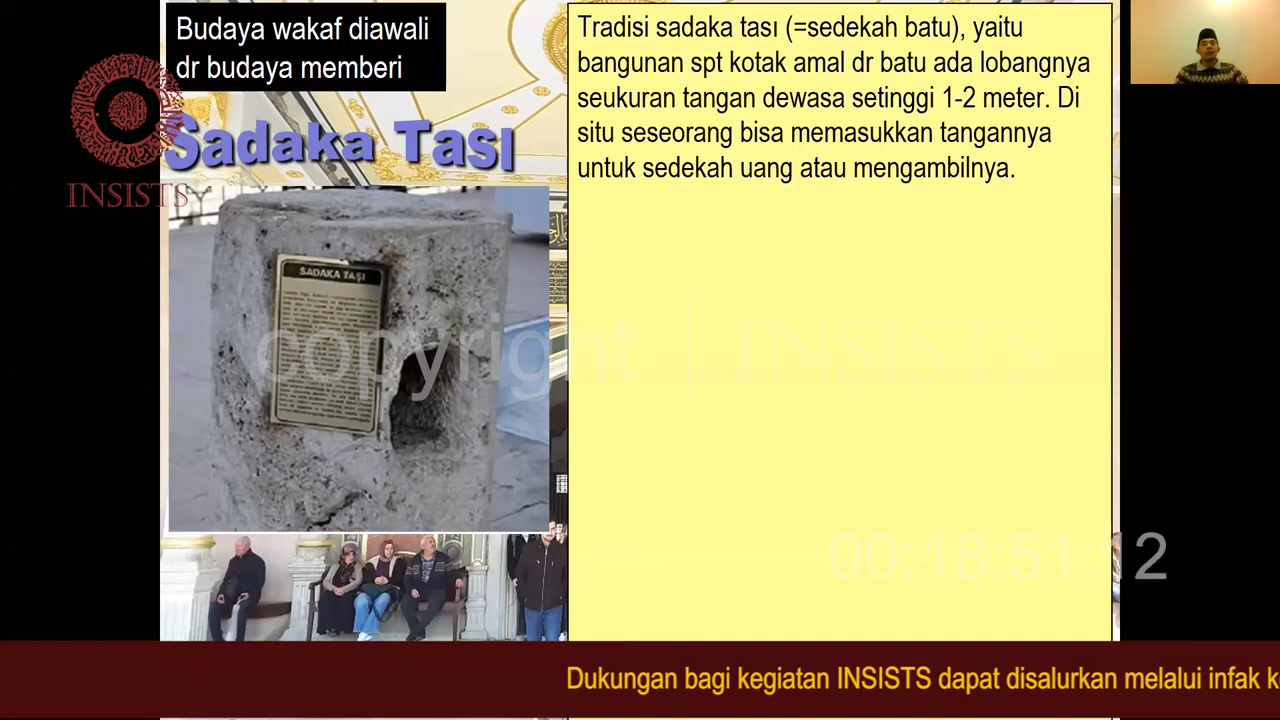 Budaya wakaf diawali
dr budaya memberi
INSISTS
Sadaka Tası
SADAKA TAŞI
Tradisi sadaka tası (=sedekah batu), yaitu
bangunan spt kotak amal dr batu ada lobangnya
seukuran tangan dewasa setinggi 1-2 meter. Di
situ seseorang bisa memasukkan tangannya
untuk sedekah uang atau mengambilnya.
copyright | INSISTS
00:18:51:12
Dukungan bagi kegiatan INSISTS dapat disalurkan melalui infak k